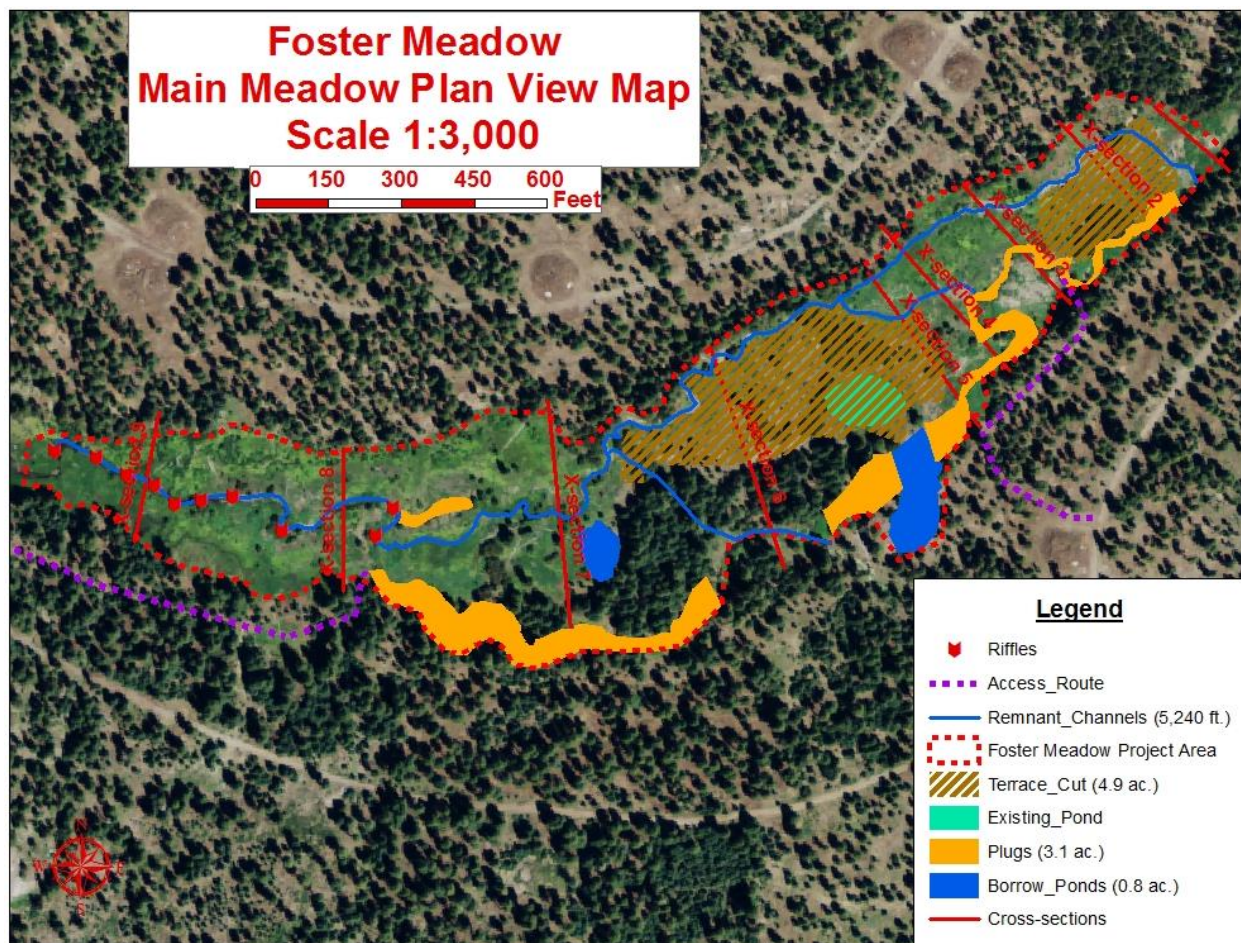 Foster Meadow
Main Meadow Plan View Map
Scale 1:3,000
0 150 300 450 600
Feet
X-section 2
X-section 3
X-section 4
X-section 5
X-section 6
X-section 7
X-section 8
X-section 9
Legend
Riffles
Access_Route
Remnant_Channels (5,240 ft.)
Foster Meadow Project Area
Terrace_Cut (4.9 ac.)
Existing_Pond
Plugs (3.1 ac.)
Borrow_Ponds (0.8 ac.)
Cross-sections
N
W E
S